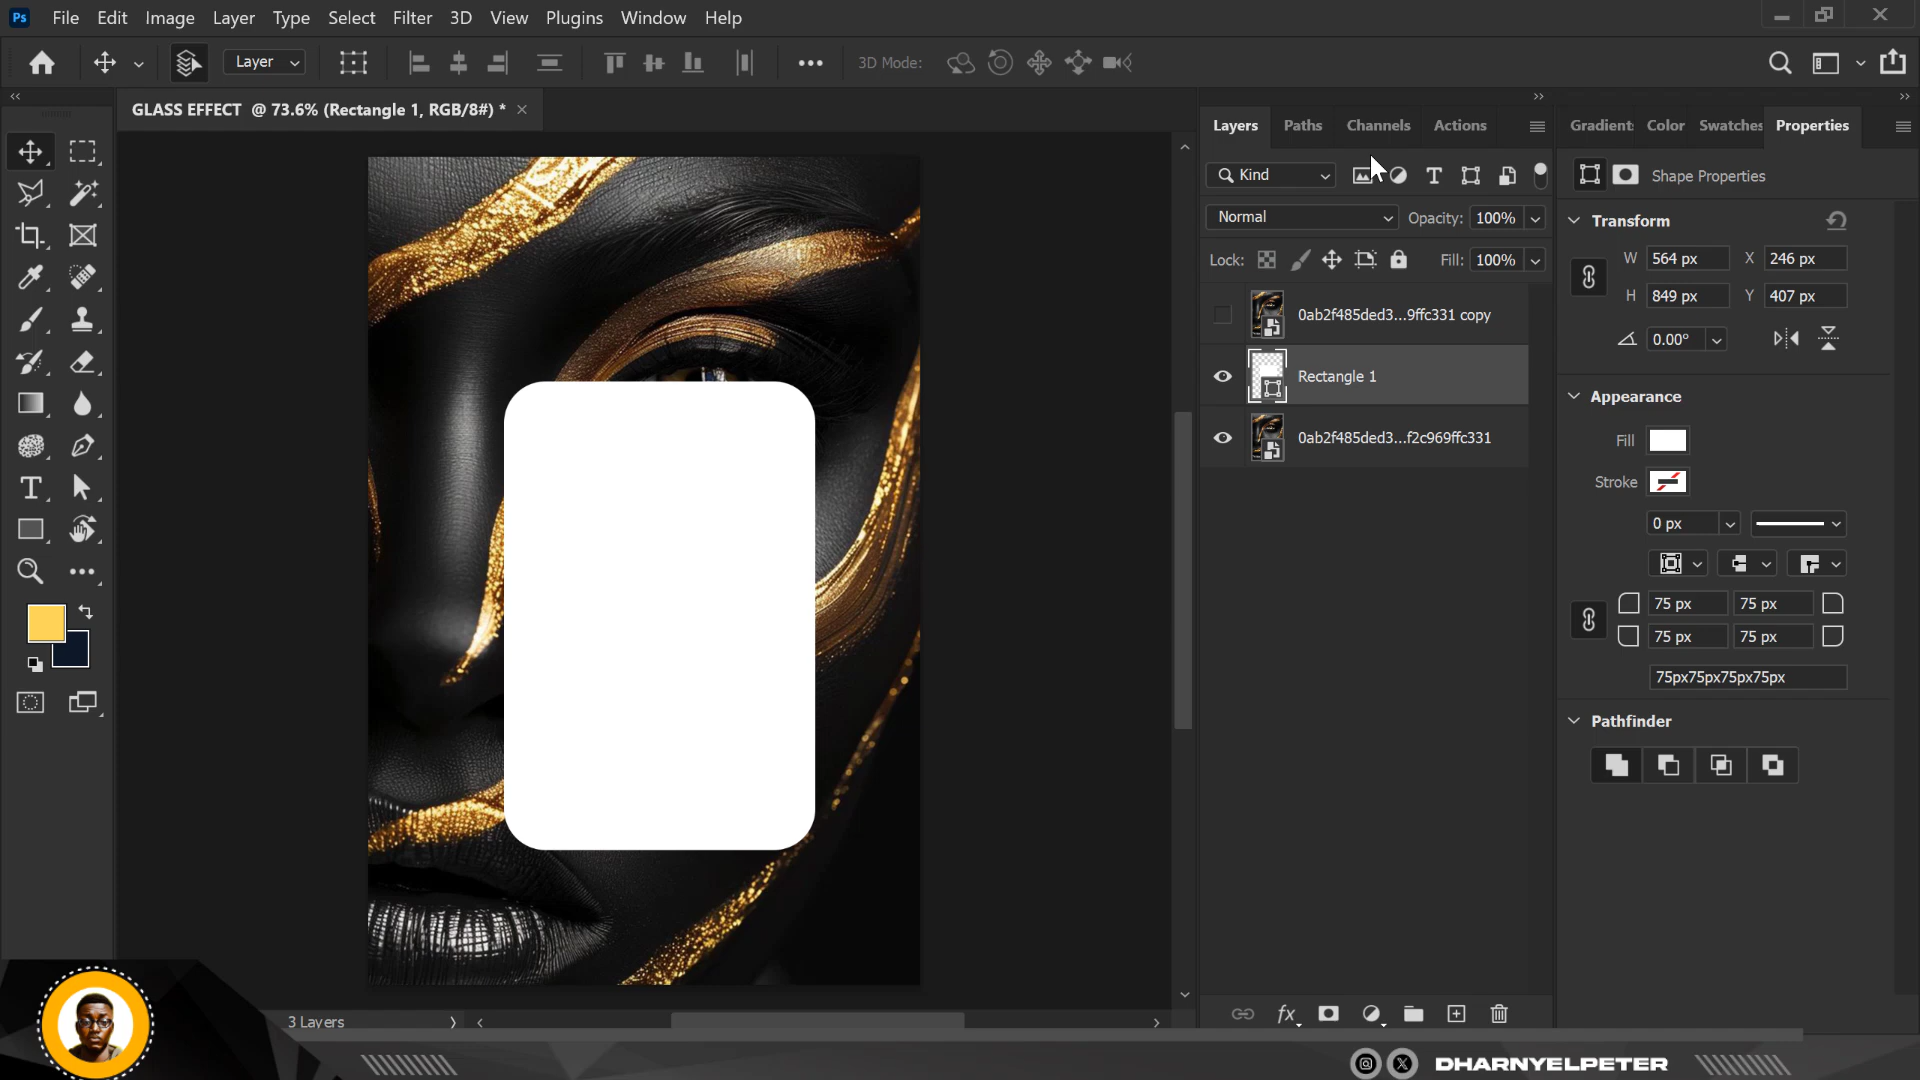 Ps File Edit Image Layer Type Select Filter 3D View Plugins Window Help
Layer 3D Mode:
GLASS EFFECT @ 73.6% (Rectangle 1, RGB/8#) *
Layers Paths Channels Actions
Gradient Color Swatches Properties
Kind
Shape Properties
Normal Opacity: 100%
Transform
Lock: Fill: 100%
W 564 px X 246 px
H 849 px Y 407 px
0ab2f485ded3...9ffc331 copy
0.00°
Rectangle 1
Appearance
0ab2f485ded3...f2c969ffc331
Fill
Stroke
0 px
75 px 75 px
75 px 75 px
75px75px75px75px
Pathfinder
3 Layers
fx
DHARNYELPETER